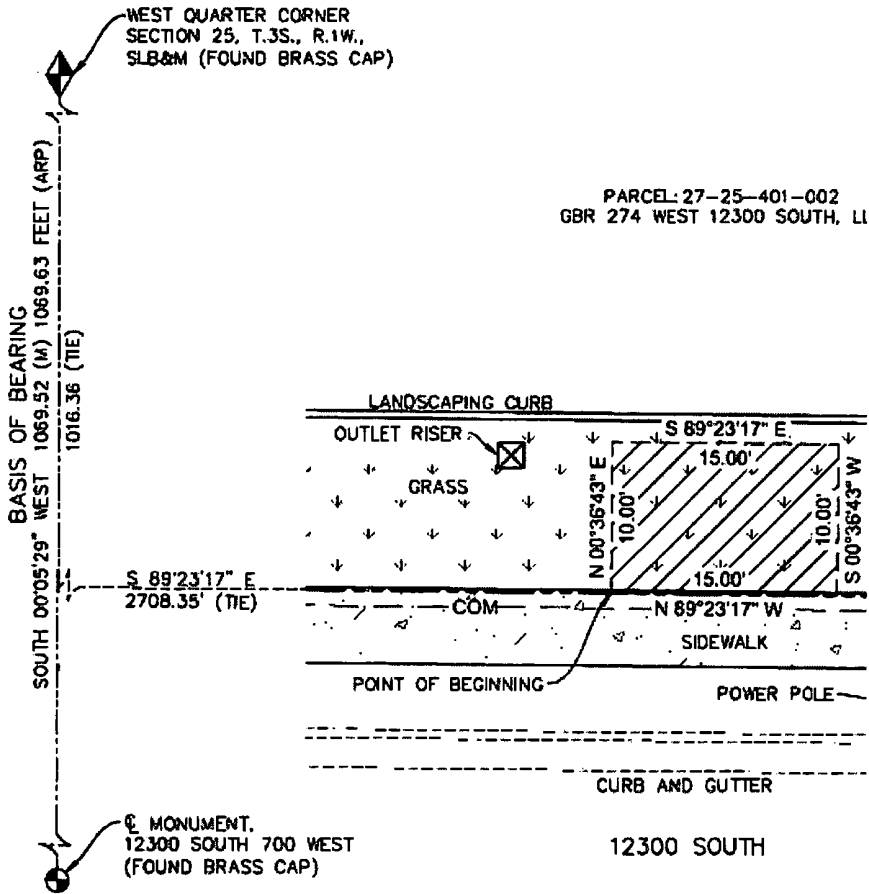 WEST QUARTER CORNER
SECTION 25, T.3S., R.1W.,
SLB&M (FOUND BRASS CAP)
BASIS OF BEARING
SOUTH 00°05'29" WEST 1069.52 (M) 1069.63 FEET (ARP)
1016.36 (TIE)
PARCEL: 27-25-401-002
GBR 274 WEST 12300 SOUTH, LL
LANDSCAPING CURB
OUTLET RISER
GRASS
S 89°23'17" E
15.00'
N 00°36'43" E
10.00'
10.00'
S 00°36'43" W
15.00'
S 89°23'17" E
2708.35' (TIE)
COM
N 89°23'17" W
SIDEWALK
POINT OF BEGINNING
POWER POLE
CURB AND GUTTER
℄ MONUMENT,
12300 SOUTH 700 WEST
(FOUND BRASS CAP)
12300 SOUTH